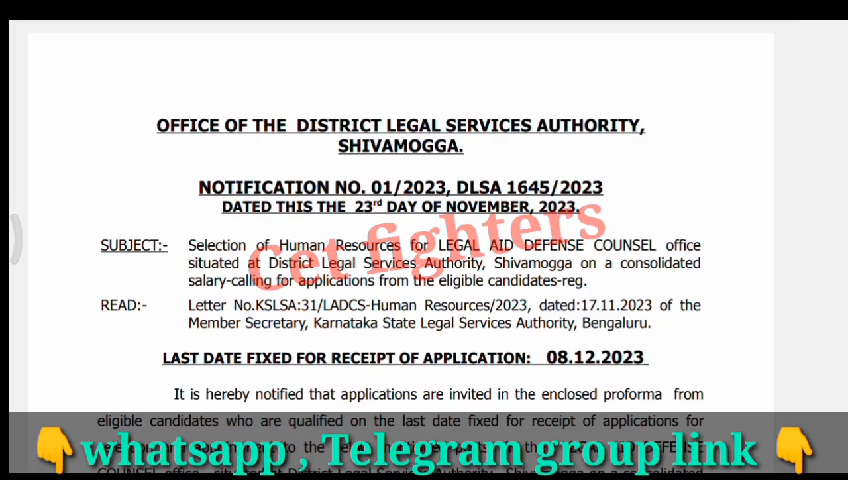 OFFICE OF THE DISTRICT LEGAL SERVICES AUTHORITY,
SHIVAMOGGA.
NOTIFICATION NO. 01/2023, DLSA 1645/2023
DATED THIS THE 23rd DAY OF NOVEMBER, 2023.
SUBJECT:- Selection of Human Resources for LEGAL AID DEFENSE COUNSEL office
situated at District Legal Services Authority, Shivamogga on a consolidated
salary-calling for applications from the eligible candidates-reg.
Cet fighters
READ:- Letter No.KSLSA:31/LADCS-Human Resources/2023, dated:17.11.2023 of the
Member Secretary, Karnataka State Legal Services Authority, Bengaluru.
LAST DATE FIXED FOR RECEIPT OF APPLICATION: 08.12.2023
It is hereby notified that applications are invited in the enclosed proforma from
eligible candidates who are qualified on the last date fixed for receipt of applications for
👇whatsapp , Telegram group link 👇